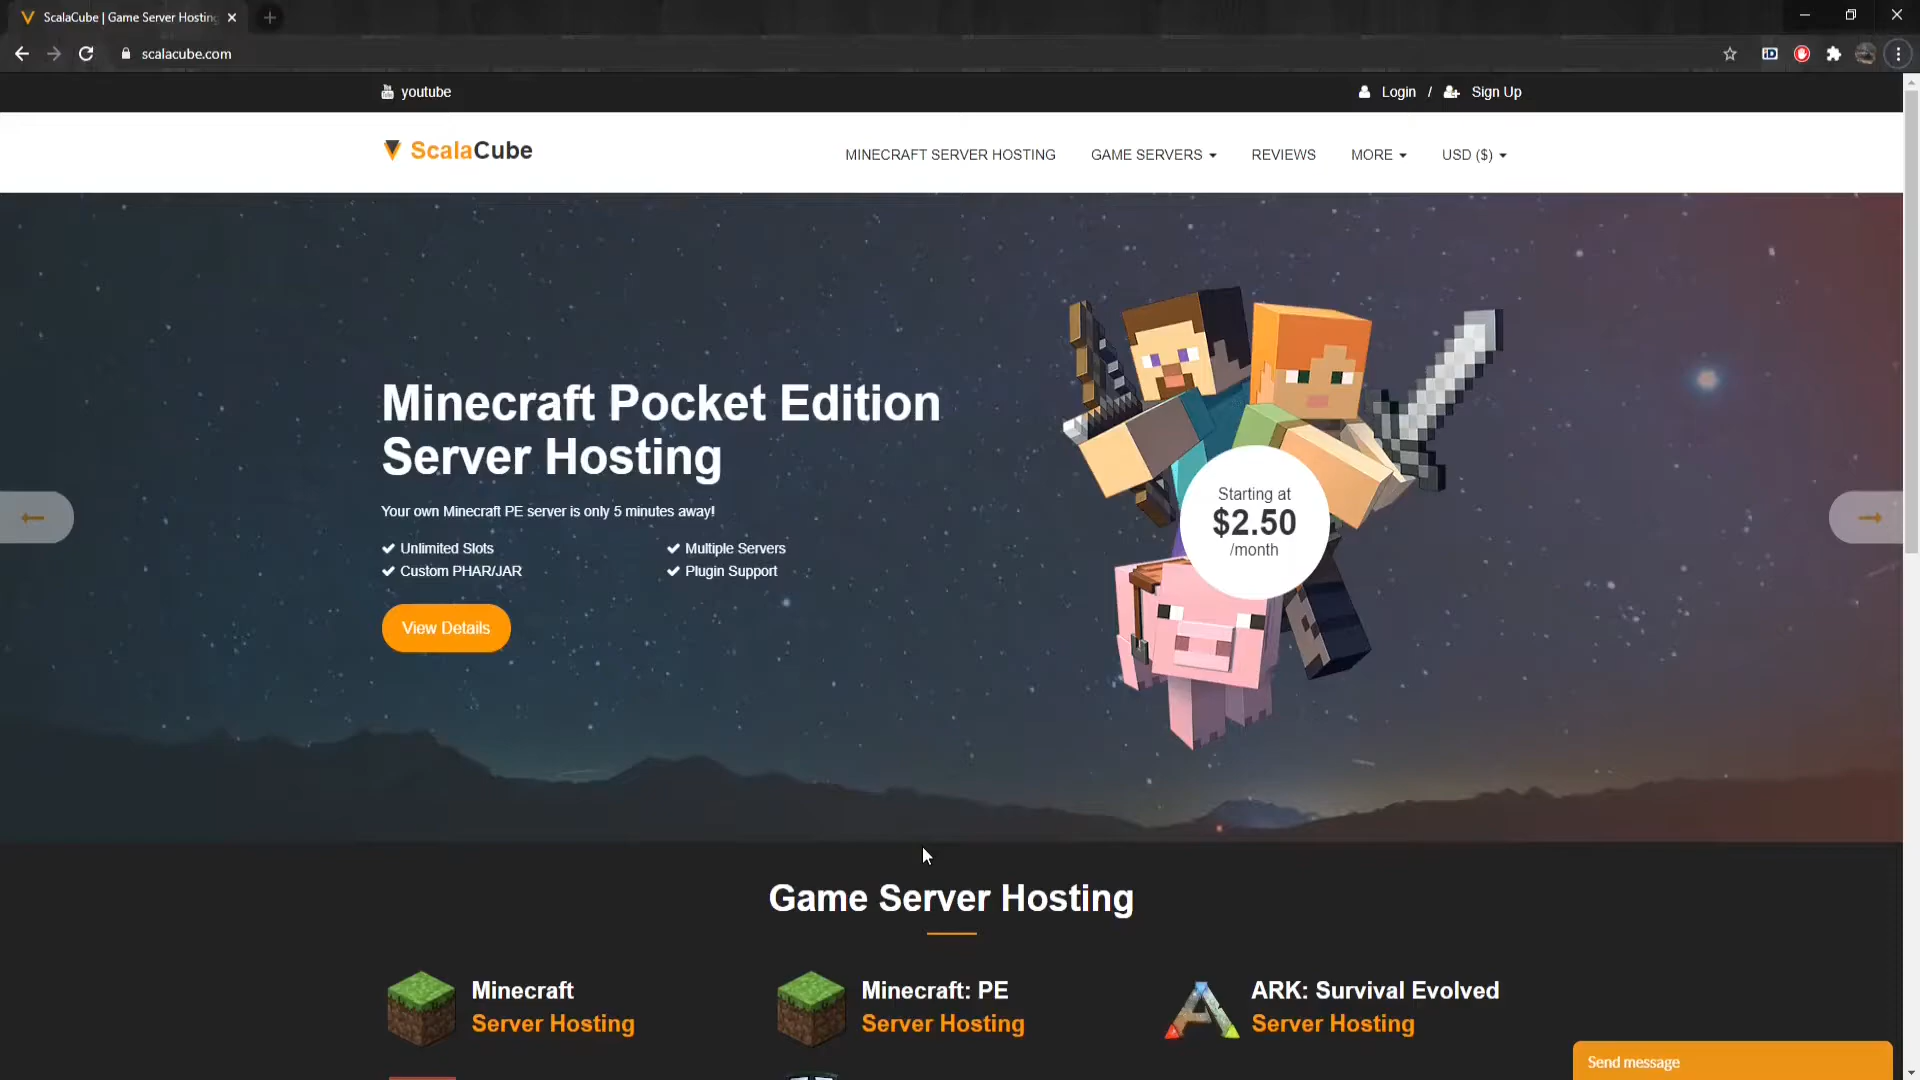 ScalaCube | Game Server Hosting
scalacube.com
youtube
Login / Sign Up
ScalaCube
MINECRAFT SERVER HOSTING GAME SERVERS REVIEWS MORE USD ($)
Minecraft Pocket Edition
Server Hosting
Your own Minecraft PE server is only 5 minutes away!
Unlimited Slots Multiple Servers
Custom PHAR/JAR Plugin Support
View Details
Starting at
$2.50
/month
Game Server Hosting
Minecraft
Server Hosting
Minecraft: PE
Server Hosting
ARK: Survival Evolved
Server Hosting
Send message